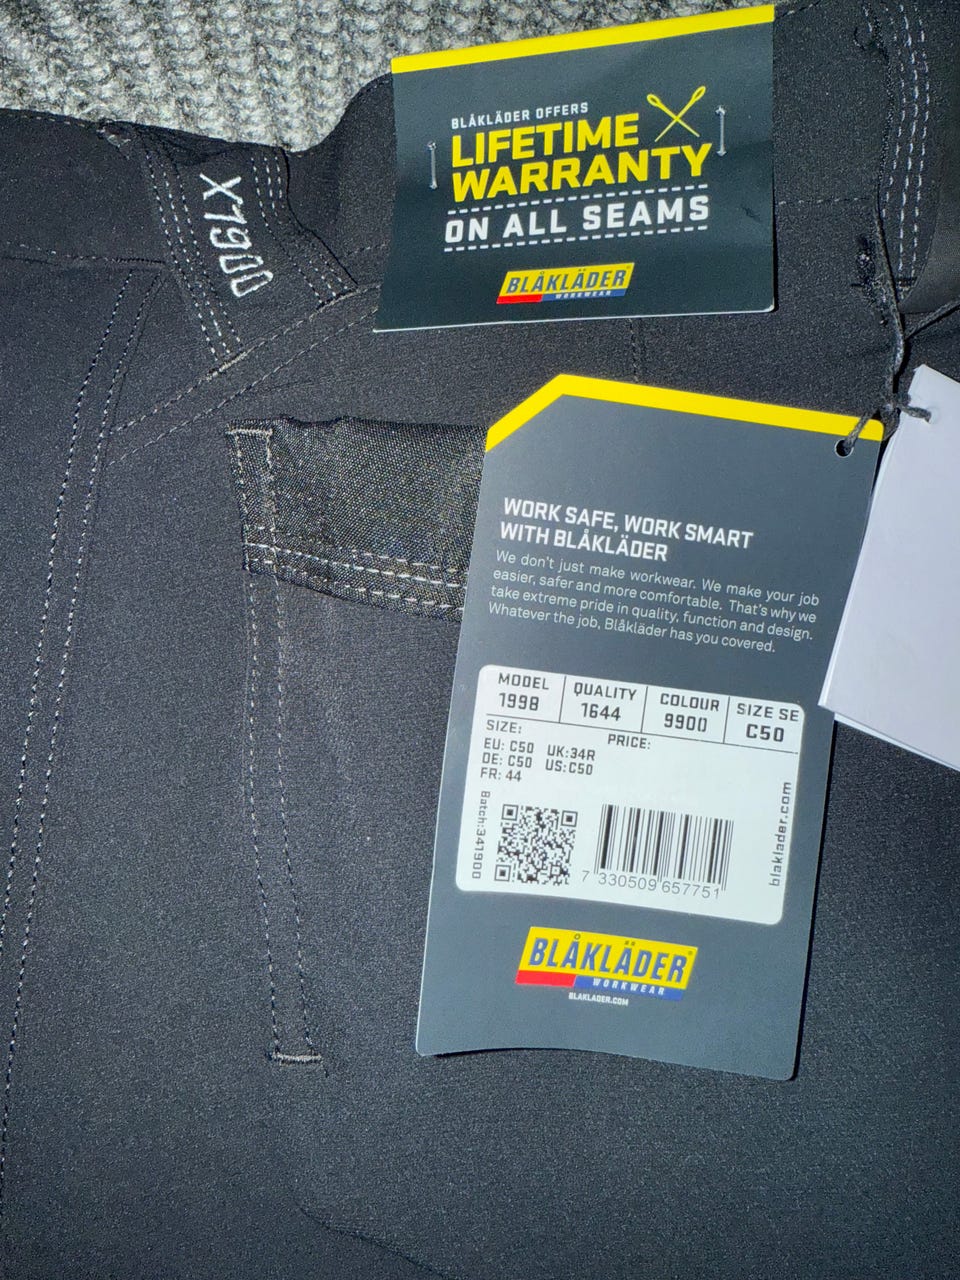 X1900
BLÅKLÄDER OFFERS
LIFETIME
WARRANTY
ON ALL SEAMS
BLÅKLÄDER
WORKWEAR
WORK SAFE, WORK SMART
WITH BLÅKLÄDER
We don't just make workwear. We make your job
easier, safer and more comfortable. That's why we
take extreme pride in quality, function and design.
Whatever the job, Blåkläder has you covered.
MODEL QUALITY COLOUR SIZE SE
1998 1644 9900 C50
SIZE: PRICE:
EU: C50 UK:34R
DE: C50 US:C50
FR: 44
Batch:341900
blaklader.com
7 330509 657751
BLÅKLÄDER®
WORKWEAR
BLAKLADER.COM